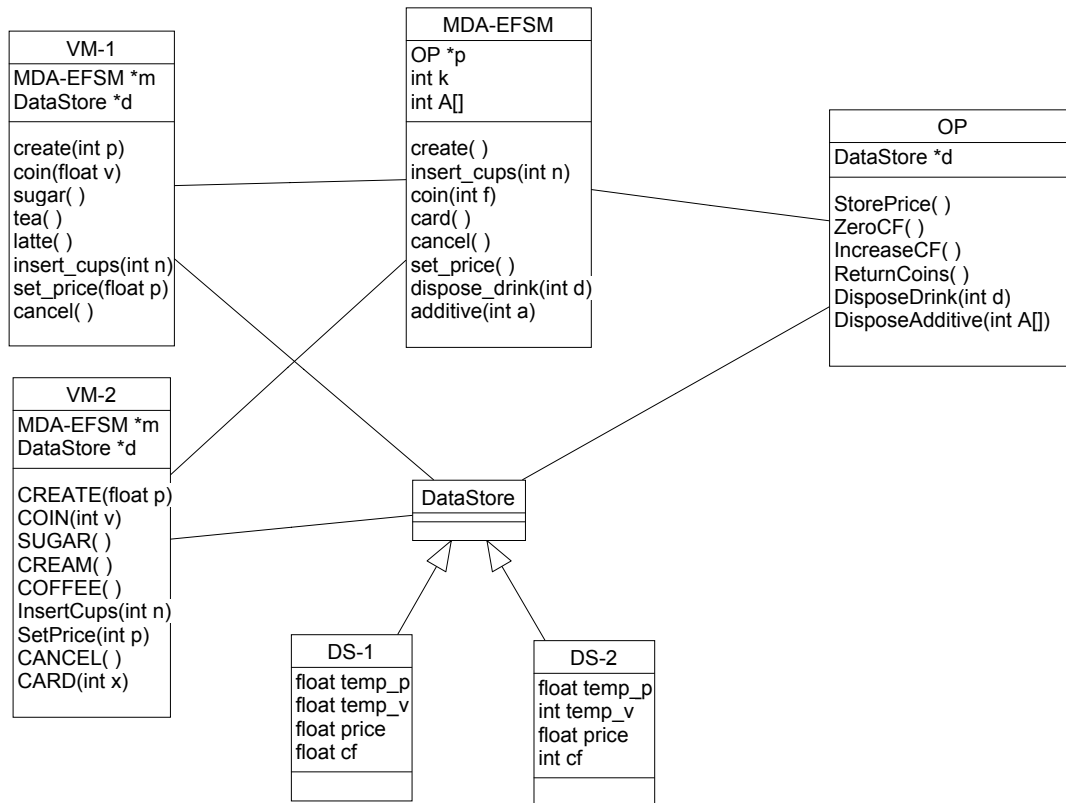 VM-1
MDA-EFSM *m
DataStore *d
create(int p)
coin(float v)
sugar( )
tea( )
latte( )
insert_cups(int n)
set_price(float p)
cancel( )
MDA-EFSM
OP *p
int k
int A[]
create( )
insert_cups(int n)
coin(int f)
card( )
cancel( )
set_price( )
dispose_drink(int d)
additive(int a)
OP
DataStore *d
StorePrice( )
ZeroCF( )
IncreaseCF( )
ReturnCoins( )
DisposeDrink(int d)
DisposeAdditive(int A[])
VM-2
MDA-EFSM *m
DataStore *d
CREATE(float p)
COIN(int v)
SUGAR( )
CREAM( )
COFFEE( )
InsertCups(int n)
SetPrice(int p)
CANCEL( )
CARD(int x)
DataStore
DS-1
float temp_p
float temp_v
float price
float cf
DS-2
float temp_p
int temp_v
float price
int cf